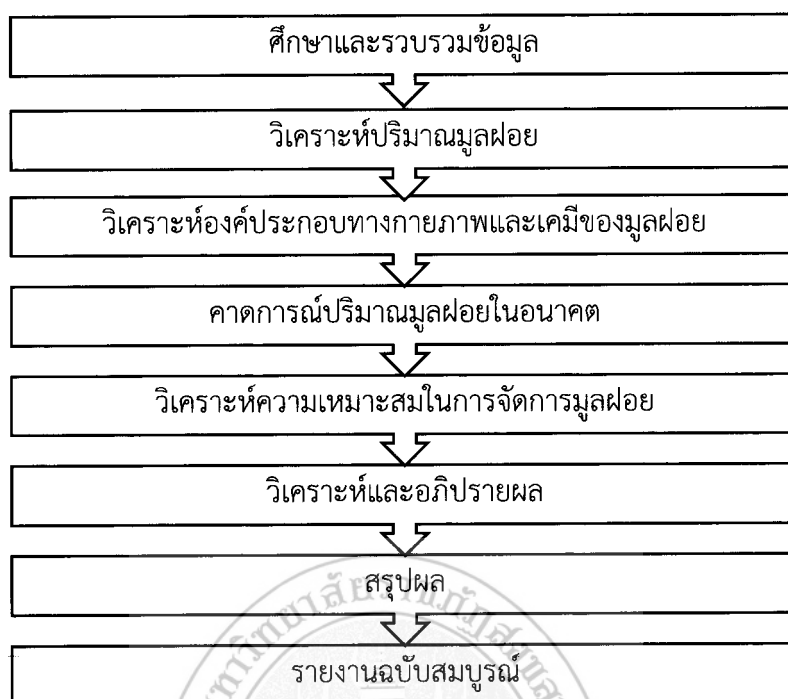 ศึกษาและรวบรวมข้อมูล
วิเคราะห์ปริมาณมูลฝอย
วิเคราะห์องค์ประกอบทางกายภาพและเคมีของมูลฝอย
คาดการณ์ปริมาณมูลฝอยในอนาคต
วิเคราะห์ความเหมาะสมในการจัดการมูลฝอย
วิเคราะห์และอภิปรายผล
สรุปผล
รายงานฉบับสมบูรณ์